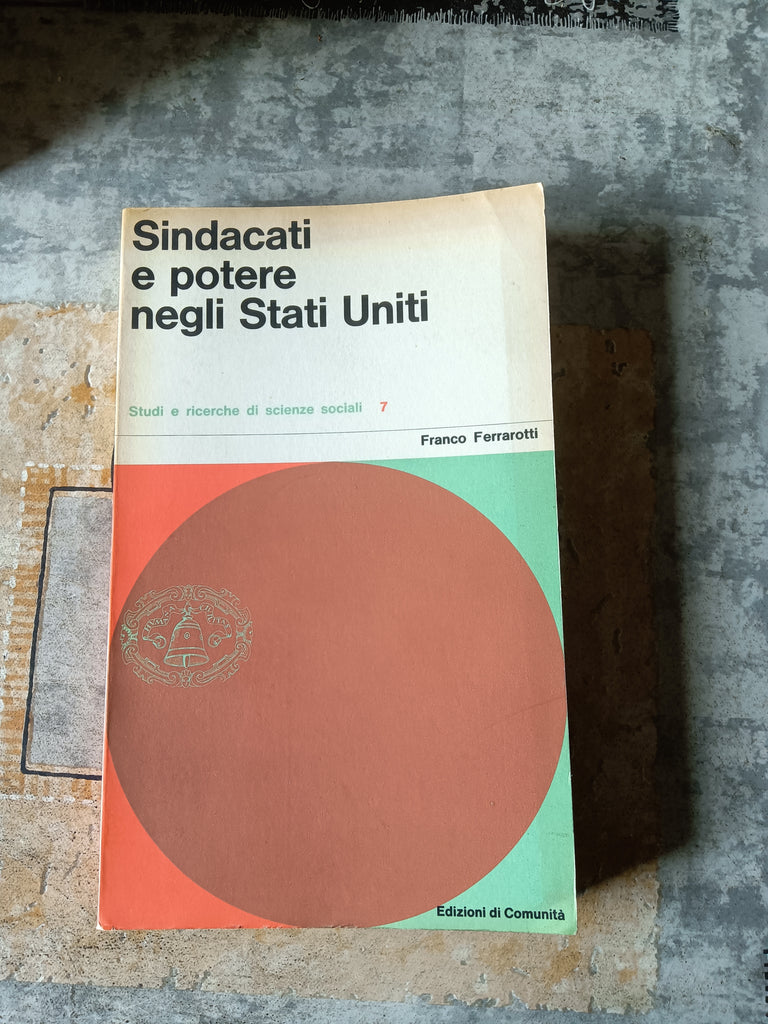 Sindacati
e potere
negli Stati Uniti
Studi e ricerche di scienze sociali 7
Franco Ferrarotti
Edizioni di Comunità